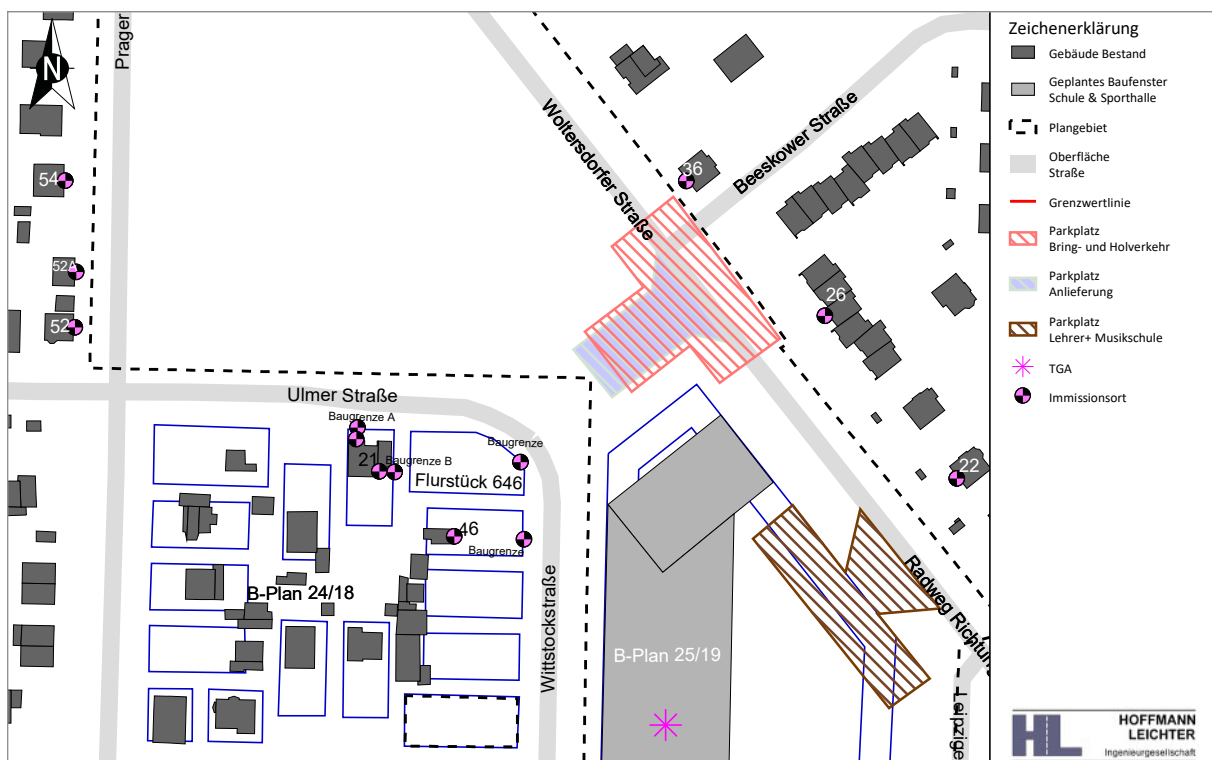 Prager
N
54
52A
52
Woltersdorfer Straße
36
Beeskower Straße
26
22
Ulmer Straße
Baugrenze A
21
Baugrenze B
Baugrenze
Flurstück 646
46
Baugrenze
B-Plan 24/18
Wittstockstraße
B-Plan 25/19
Radweg Richtun
Leipzige
Zeichenerklärung
Gebäude Bestand
Geplantes Baufenster
Schule & Sporthalle
Plangebiet
Oberfläche
Straße
Grenzwertlinie
Parkplatz
Bring- und Holverkehr
Parkplatz
Anlieferung
Parkplatz
Lehrer+ Musikschule
TGA
Immissionsort
HL
HOFFMANN
LEICHTER
Ingenieurgesellschaft